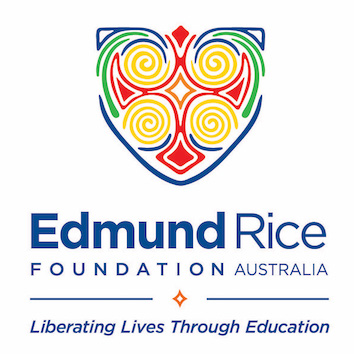 Edmund Rice
FOUNDATION AUSTRALIA
Liberating Lives Through Education